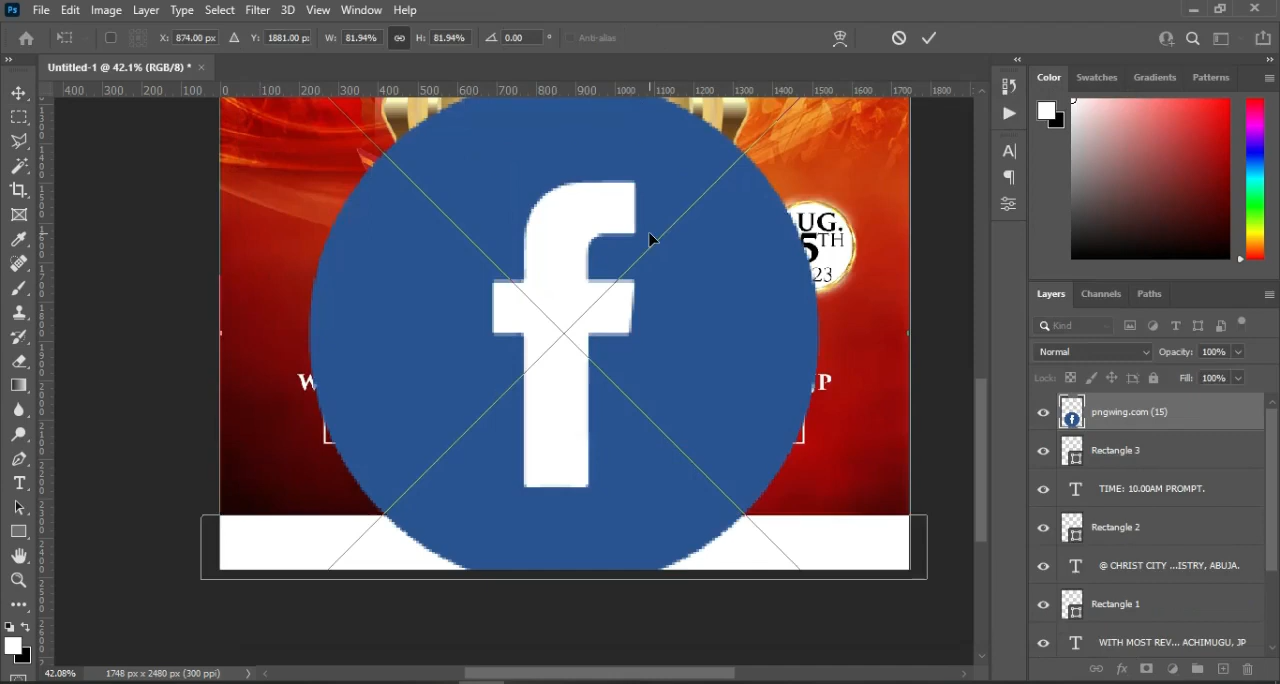 Ps File Edit Image Layer Type Select Filter 3D View Window Help
X: 874.00 px Y: 1881.00 p: W: 81.94% H: 81.94% 0.00 ° Anti-alias
Untitled-1 @ 42.1% (RGB/8) * ×
400 300 200 100 0 100 200 300 400 500 600 700 800 900 1000 1100 1200 1300 1400 1500 1600 1700 1800
Color Swatches Gradients Patterns
UG.
5TH
23
W P
f
Layers Channels Paths
Kind
Normal Opacity: 100%
Lock: Fill: 100%
pngwing.com (15)
Rectangle 3
TIME: 10.00AM PROMPT.
Rectangle 2
@ CHRIST CITY ...ISTRY, ABUJA.
Rectangle 1
WITH MOST REV... ACHIMUGU, JP
42.08% 1748 px x 2480 px (300 ppi)